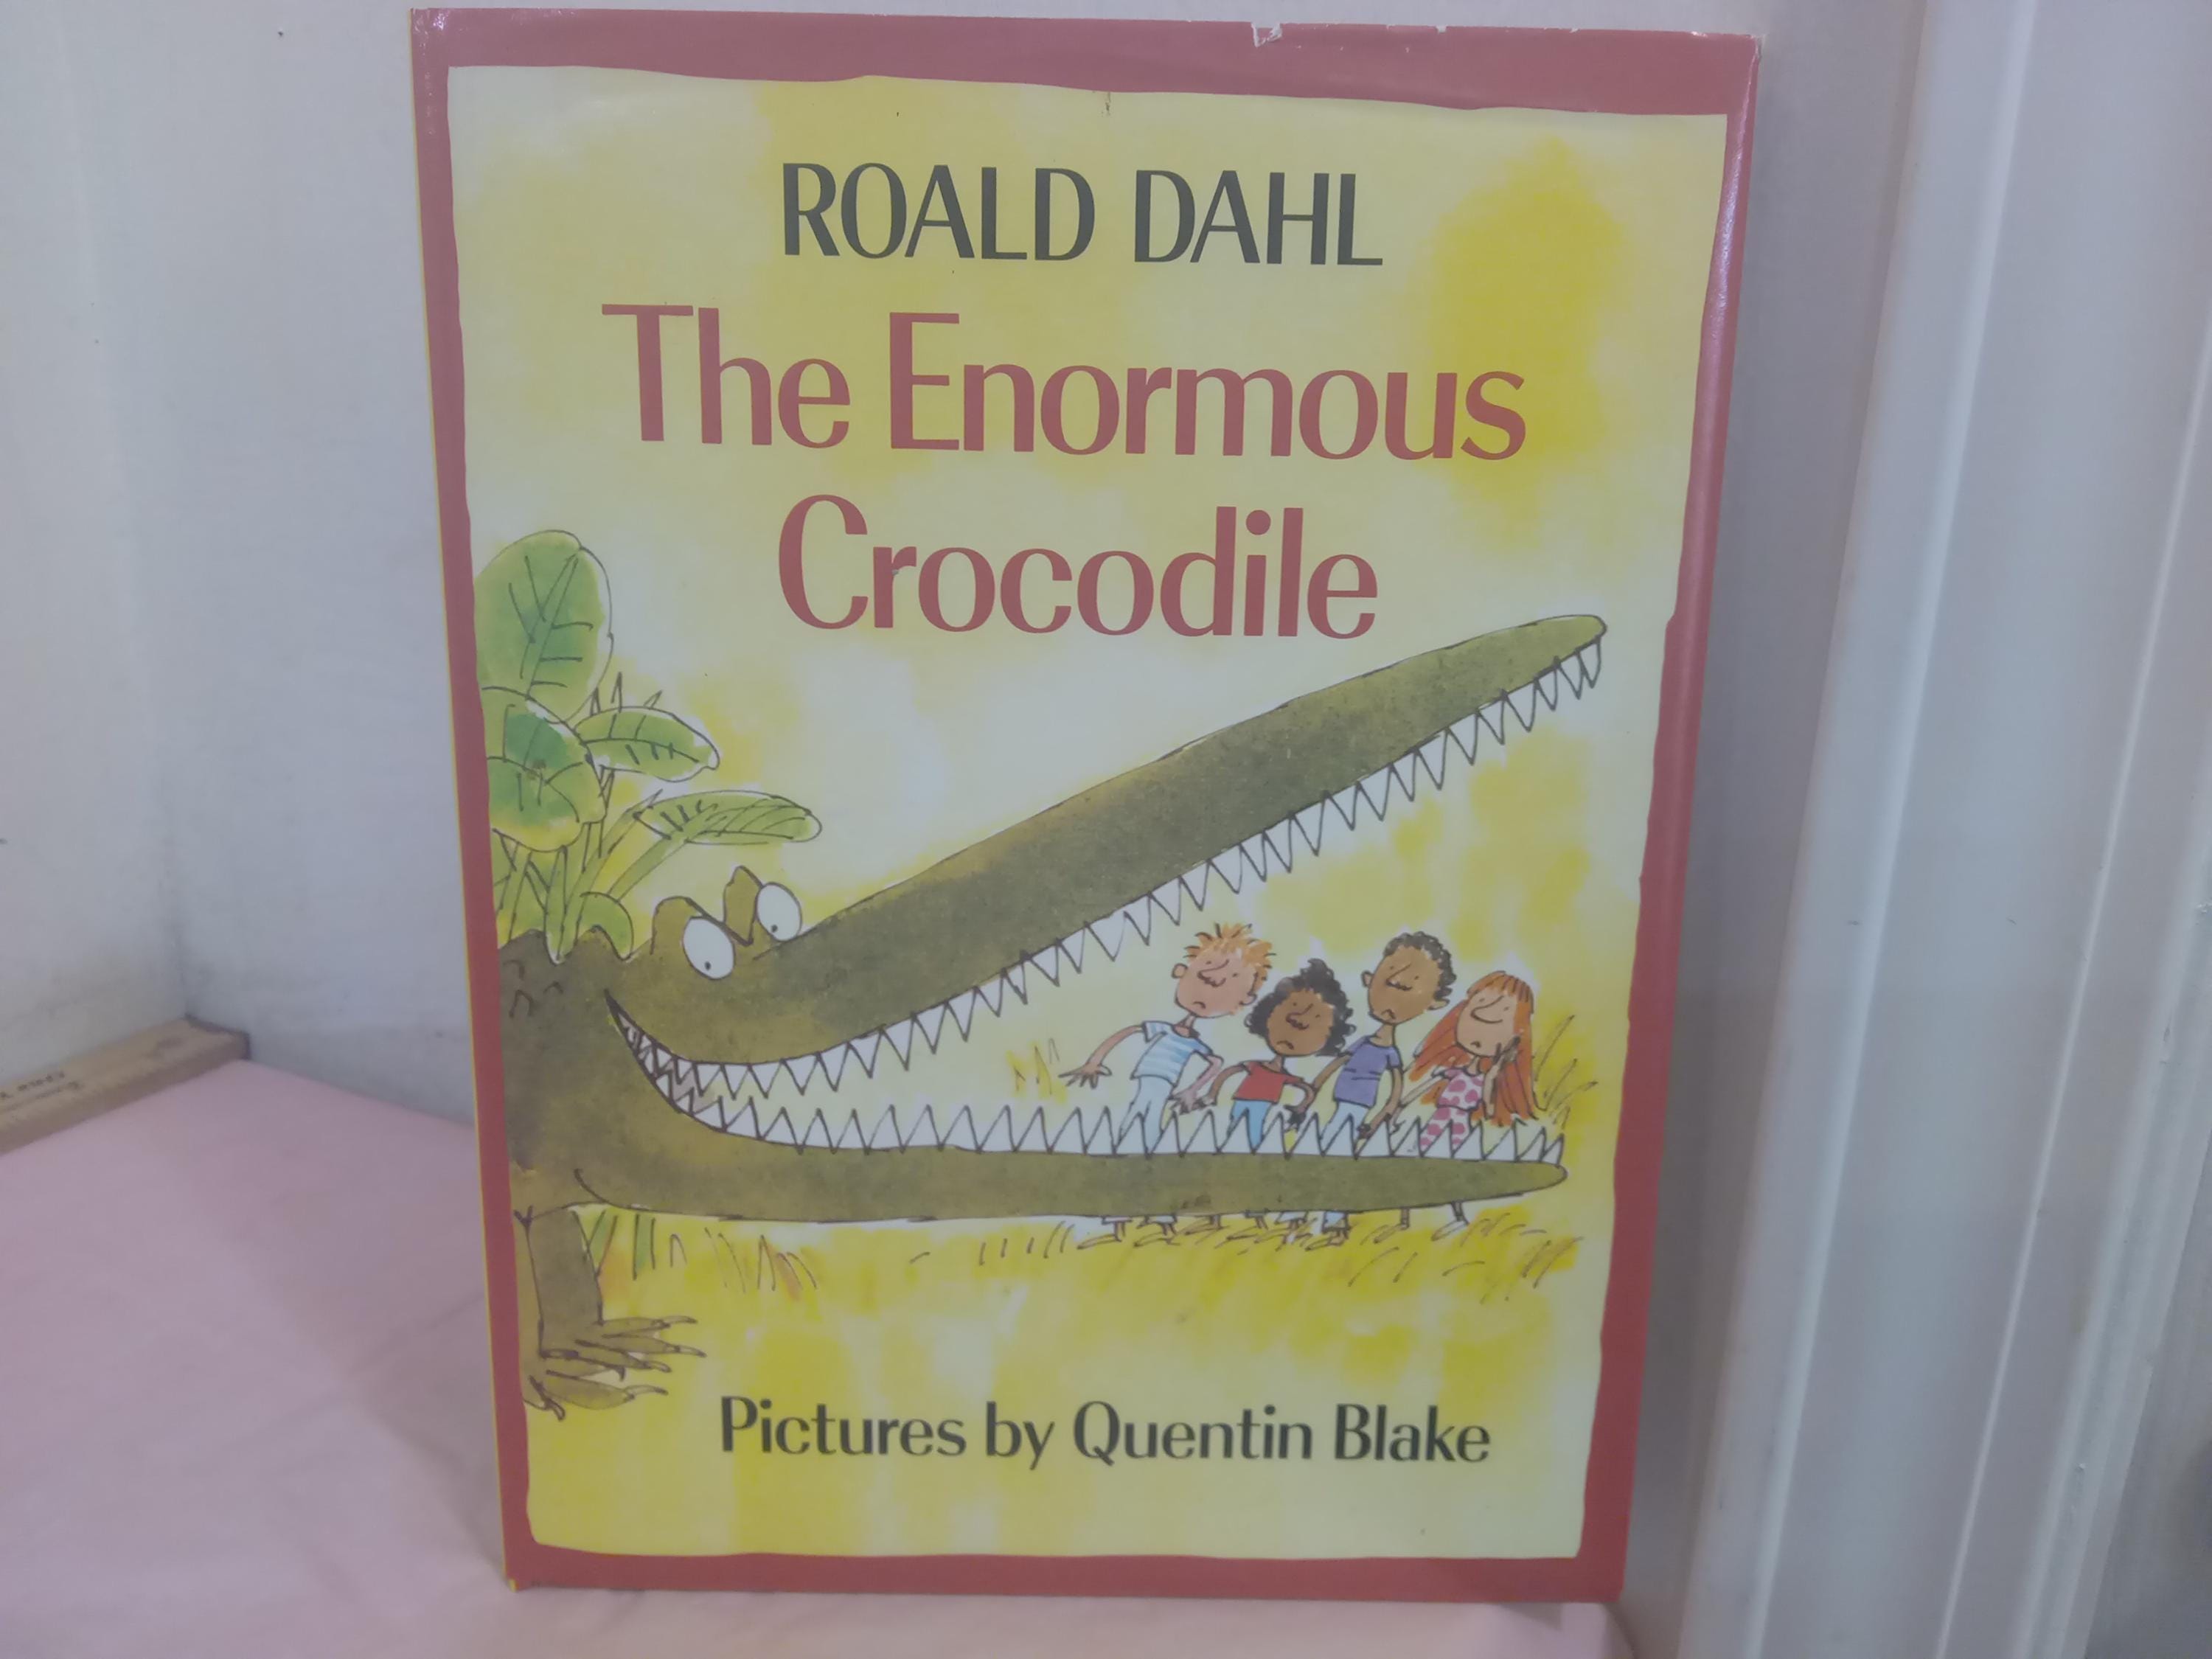 ROALD DAHL
The Enormous
Crocodile
Pictures by Quentin Blake